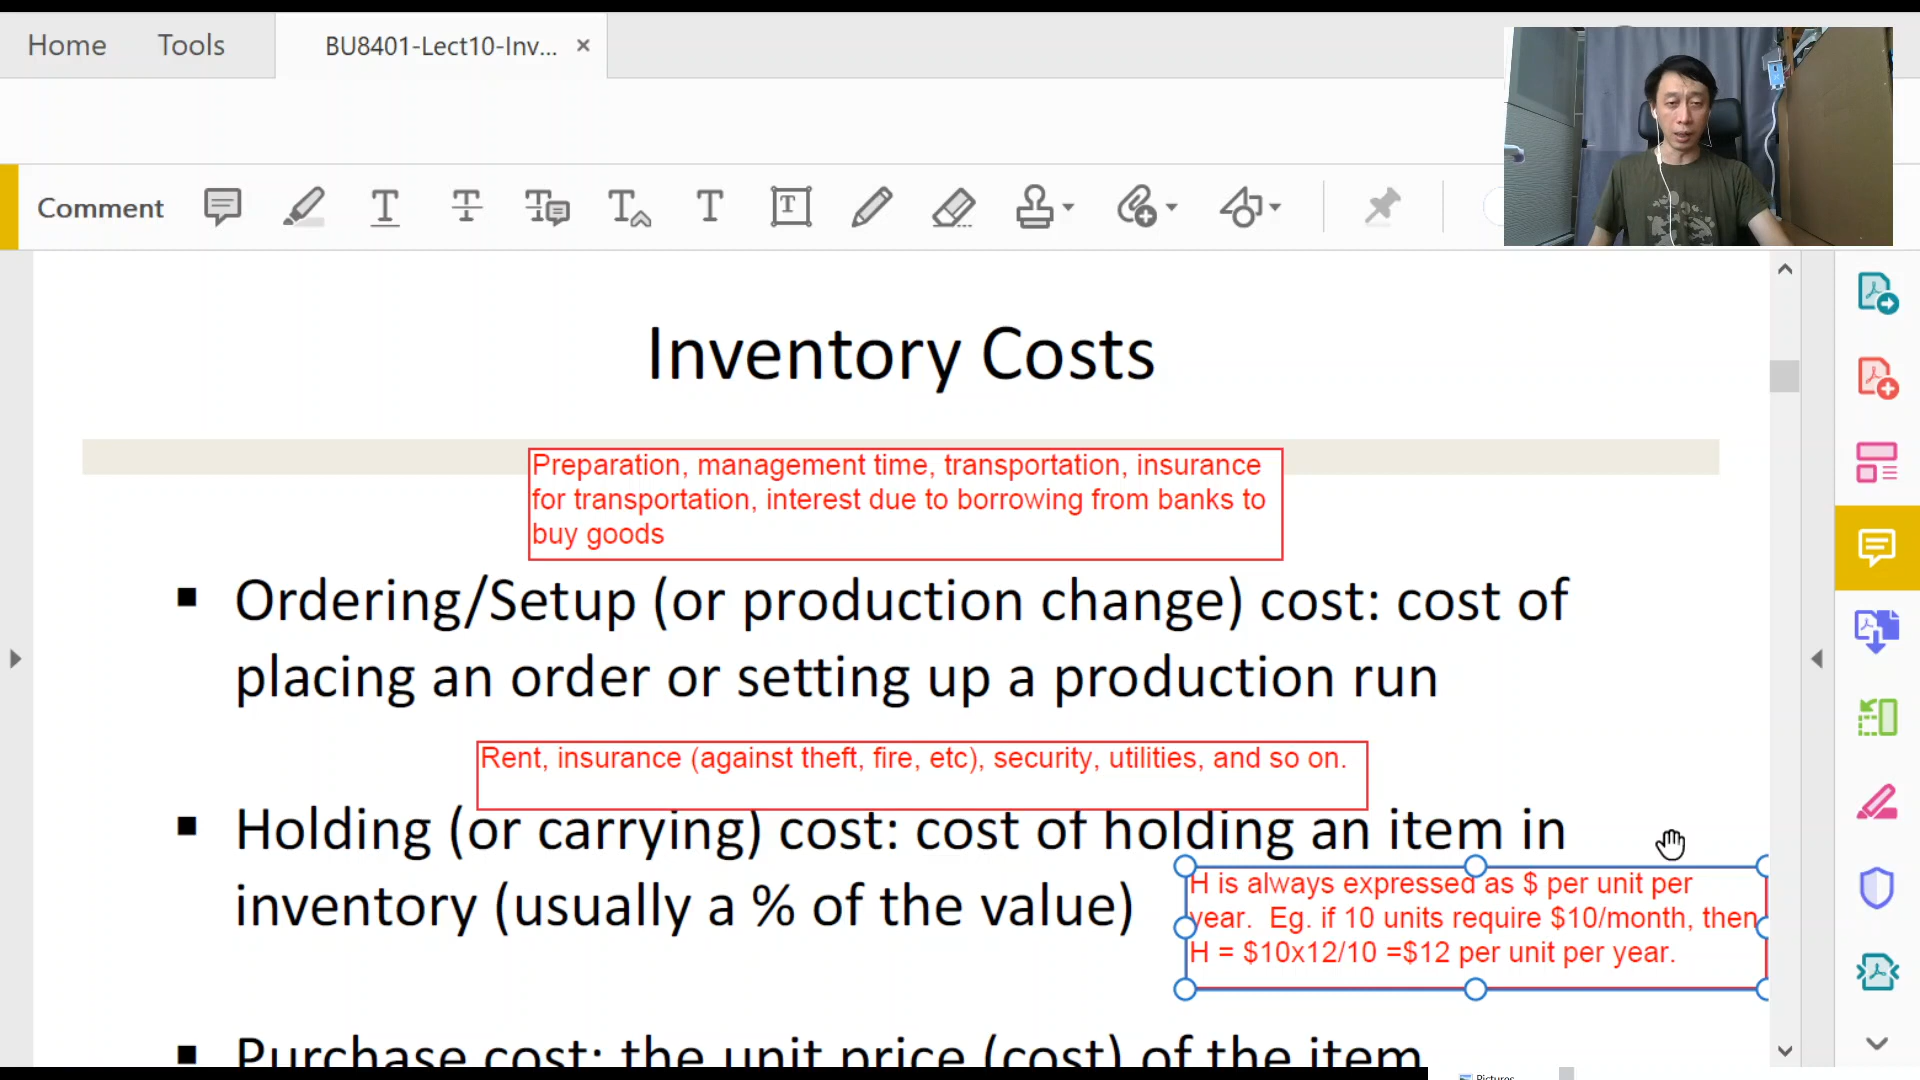 Home Tools BU8401-Lect10-Inv...
Comment
Inventory Costs
Preparation, management time, transportation, insurance
for transportation, interest due to borrowing from banks to
buy goods
Ordering/Setup (or production change) cost: cost of
placing an order or setting up a production run
Rent, insurance (against theft, fire, etc), security, utilities, and so on.
Holding (or carrying) cost: cost of holding an item in
inventory (usually a % of the value)
H is always expressed as $ per unit per
year. Eg. if 10 units require $10/month, then
H = $10x12/10 =$12 per unit per year.
Purchase cost: the unit price (cost) of the item
Pictures